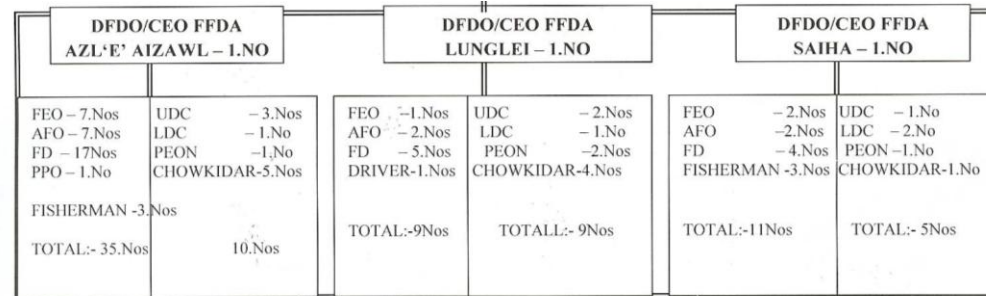 DFDO/CEO FFDA
AZL‘E’ AIZAWL – 1.NO
FEO – 7.Nos
AFO – 7.Nos
FD – 17Nos
PPO – 1.No
FISHERMAN -3.Nos
TOTAL:- 35.Nos
UDC – 3.Nos
LDC – 1.No
PEON –1.No
CHOWKIDAR-5.Nos
10.Nos
DFDO/CEO FFDA
LUNGLEI – 1.NO
FEO –1.Nos
AFO – 2.Nos
FD – 5.Nos
DRIVER-1.Nos
TOTAL:-9Nos
UDC – 2.Nos
LDC – 1.No
PEON –2.Nos
CHOWKIDAR-4.Nos
TOTALL:- 9Nos
DFDO/CEO FFDA
SAIHA – 1.NO
FEO – 2.Nos
AFO –2.Nos
FD – 4.Nos
FISHERMAN -3.Nos
TOTAL:-11Nos
UDC – 1.No
LDC – 2.No
PEON –1.No
CHOWKIDAR-1.No
TOTAL:- 5Nos